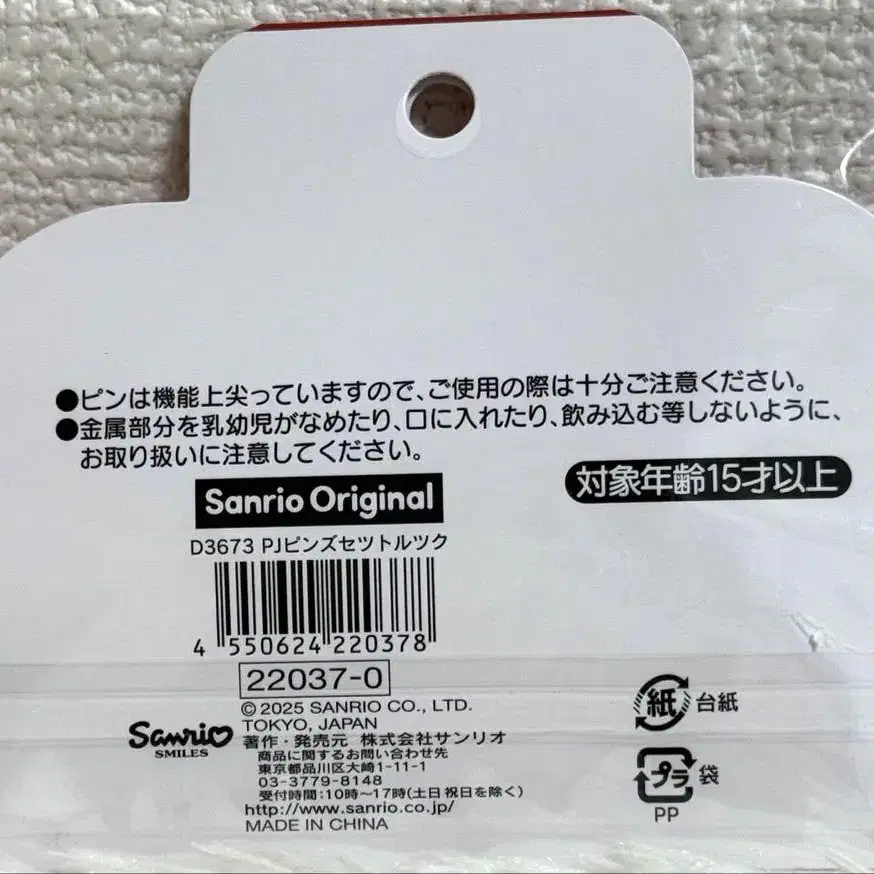 ●ピンは機能上尖っていますので、ご使用の際は十分ご注意ください。
●金属部分を乳幼児がなめたり、口に入れたり、飲み込む等しないように、
お取り扱いに注意してください。
対象年齢15才以上
Sanrio Original
D3673 PJピンズセツトルツク
4 550624 220378
22037-0
© 2025 SANRIO CO., LTD.
TOKYO, JAPAN
Sanrio
SMILES
著作・発売元 株式会社サンリオ
商品に関するお問い合わせ先
東京都品川区大崎1-11-1
03-3779-8148
受付時間:10時〜17時(土日祝日を除く)
http://www.sanrio.co.jp/
MADE IN CHINA
紙 台紙
プラ 袋
PP